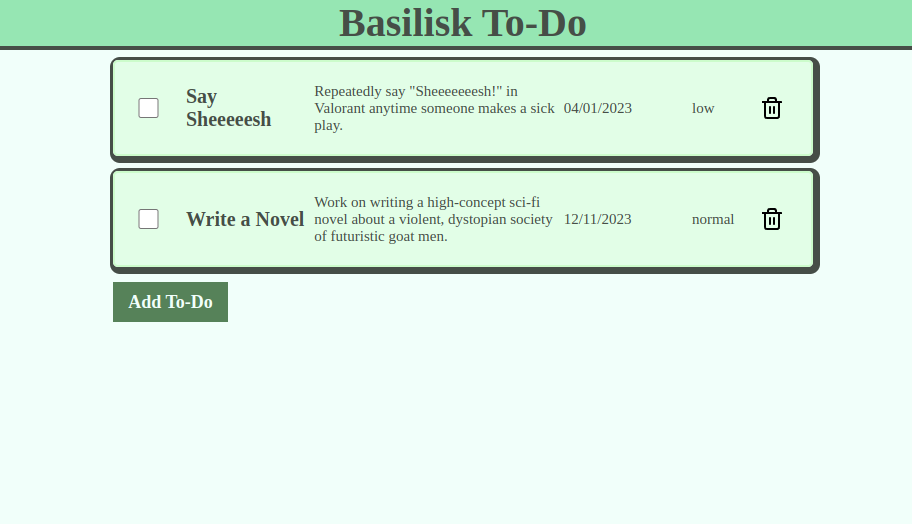 Basilisk To-Do
Say
Sheeeeesh
Repeatedly say "Sheeeeeeesh!" in
Valorant anytime someone makes a sick
play.
04/01/2023
low
Write a Novel
Work on writing a high-concept sci-fi
novel about a violent, dystopian society
of futuristic goat men.
12/11/2023
normal
Add To-Do